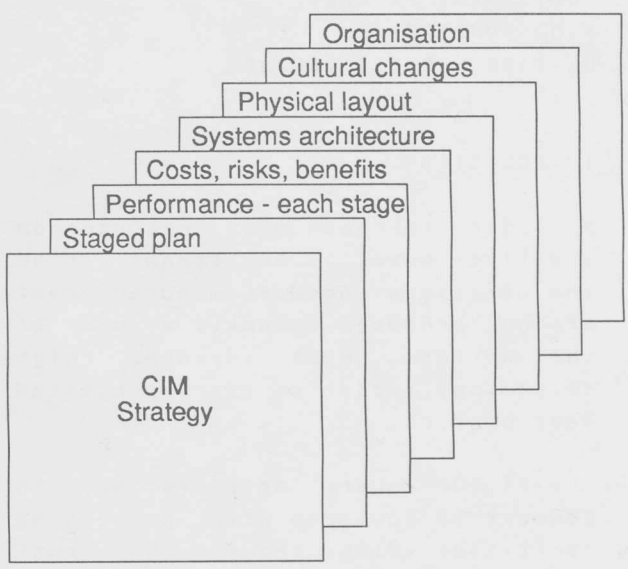 Organisation
Cultural changes
Physical layout
Systems architecture
Costs, risks, benefits
Performance - each stage
Staged plan
CIM
Strategy